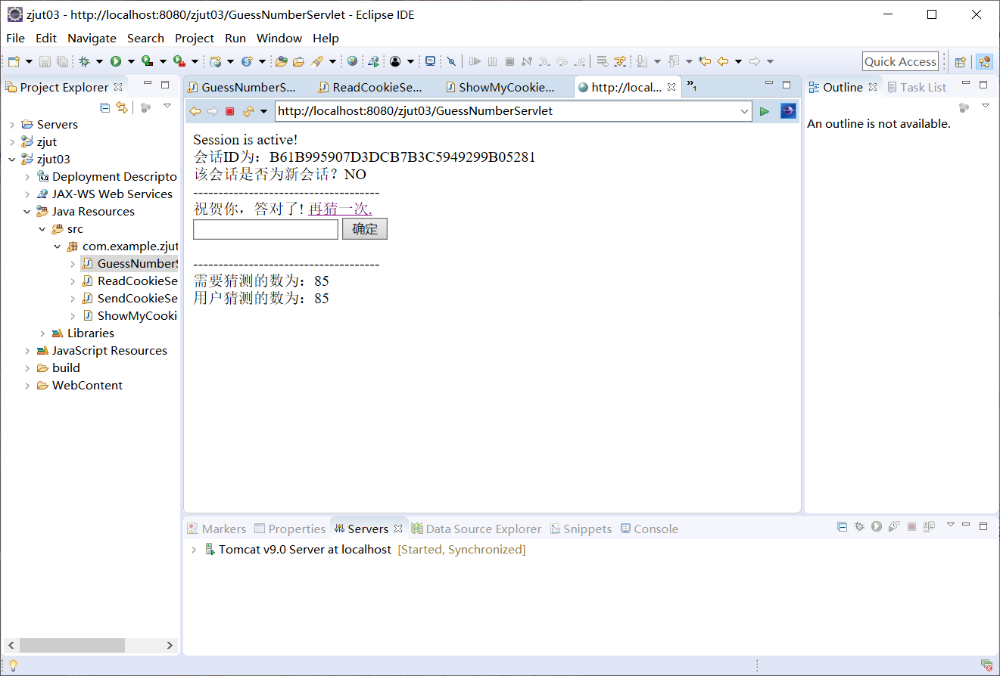 zjut03 - http://localhost:8080/zjut03/GuessNumberServlet - Eclipse IDE
File Edit Navigate Search Project Run Window Help
Quick Access
Project Explorer
Servers
zjut
zjut03
Deployment Descripto
JAX-WS Web Services
Java Resources
src
com.example.zjut
GuessNumberS
ReadCookieSe
SendCookieSe
ShowMyCooki
Libraries
JavaScript Resources
build
WebContent
GuessNumberS... ReadCookieSe... ShowMyCookie... http://local... »1
http://localhost:8080/zjut03/GuessNumberServlet
Session is active!
会话ID为：B61B995907D3DCB7B3C5949299B05281
该会话是否为新会话？NO
-------------------------------------
祝贺你，答对了! 再猜一次.
确定
-------------------------------------
需要猜测的数为：85
用户猜测的数为：85
Outline Task List
An outline is not available.
Markers Properties Servers Data Source Explorer Snippets Console
Tomcat v9.0 Server at localhost [Started, Synchronized]